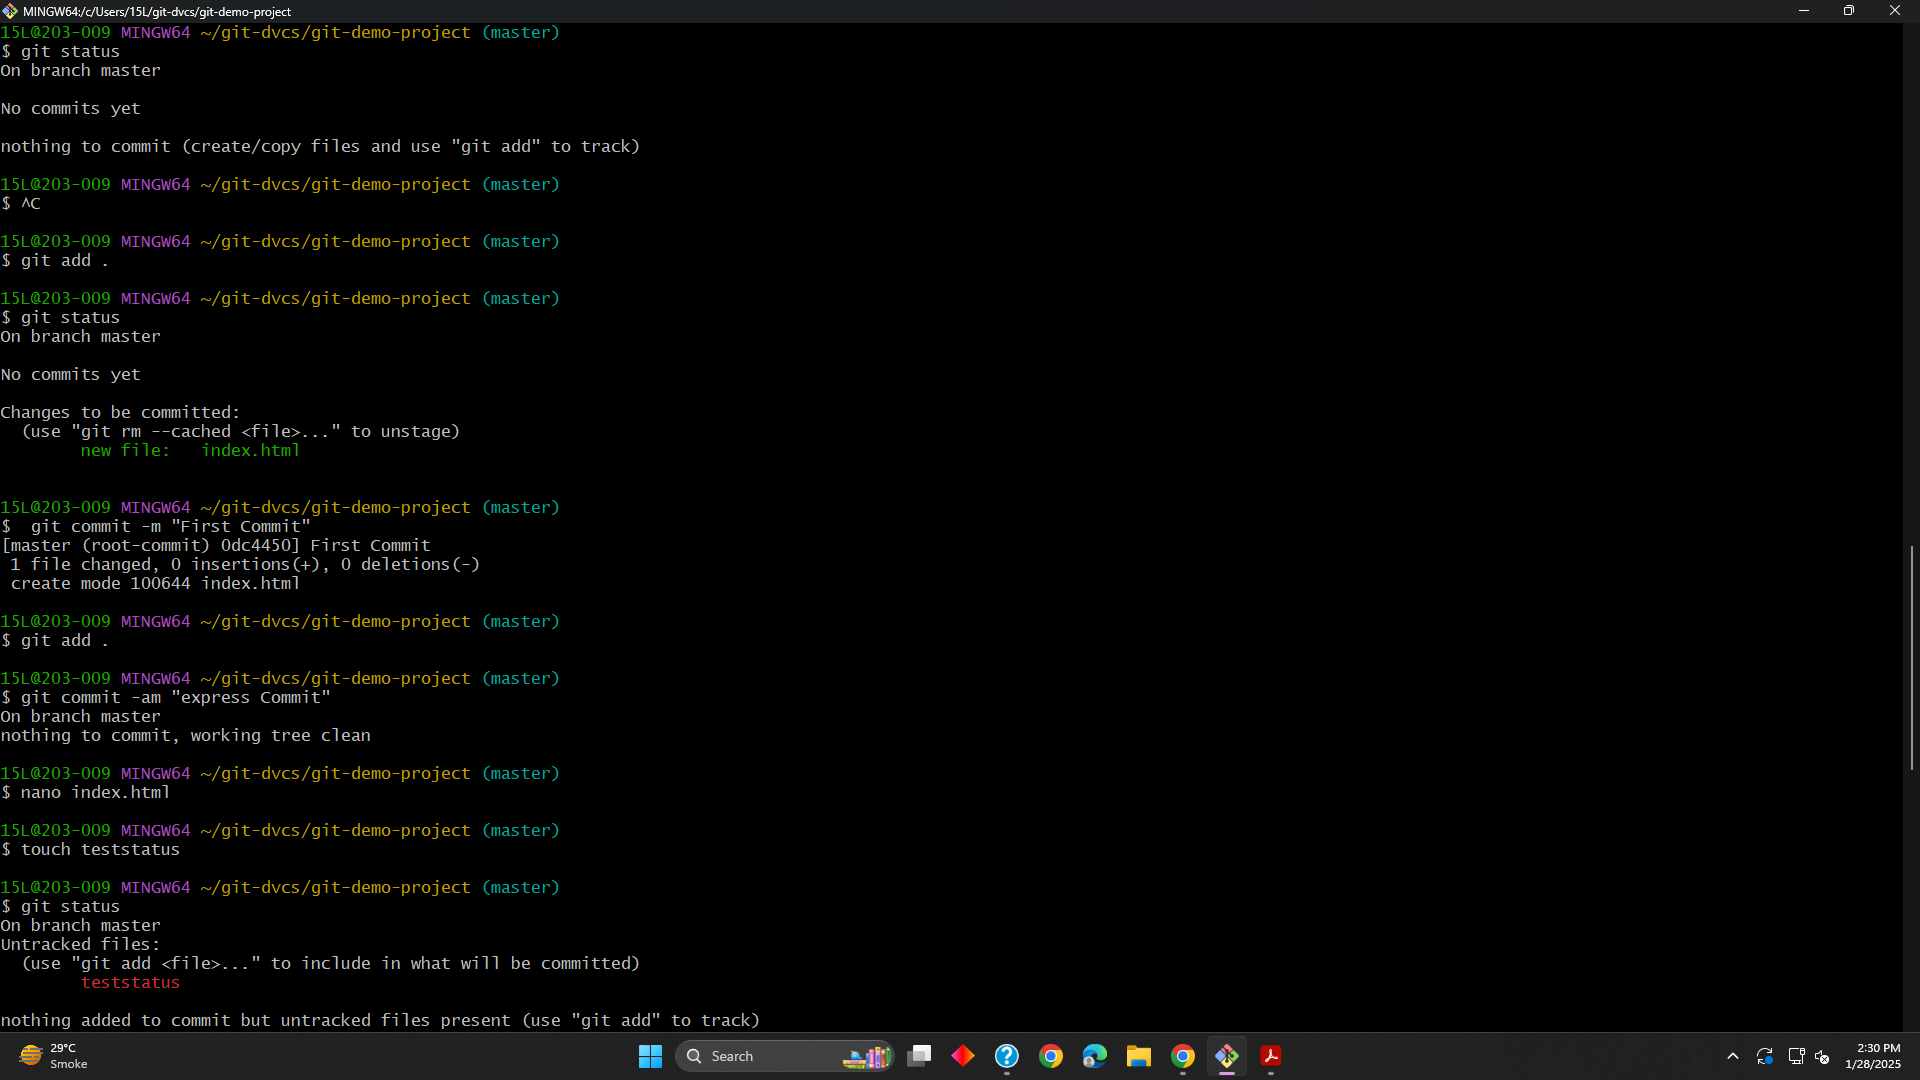 MINGW64:/c/Users/15L/git-dvcs/git-demo-project
15L@203-009 MINGW64 ~/git-dvcs/git-demo-project (master)
$ git status
On branch master
No commits yet
nothing to commit (create/copy files and use "git add" to track)
15L@203-009 MINGW64 ~/git-dvcs/git-demo-project (master)
$ ^C
15L@203-009 MINGW64 ~/git-dvcs/git-demo-project (master)
$ git add .
15L@203-009 MINGW64 ~/git-dvcs/git-demo-project (master)
$ git status
On branch master
No commits yet
Changes to be committed:
  (use "git rm --cached <file>..." to unstage)
        new file:   index.html
15L@203-009 MINGW64 ~/git-dvcs/git-demo-project (master)
$  git commit -m "First Commit"
[master (root-commit) 0dc4450] First Commit
 1 file changed, 0 insertions(+), 0 deletions(-)
 create mode 100644 index.html
15L@203-009 MINGW64 ~/git-dvcs/git-demo-project (master)
$ git add .
15L@203-009 MINGW64 ~/git-dvcs/git-demo-project (master)
$ git commit -am "express Commit"
On branch master
nothing to commit, working tree clean
15L@203-009 MINGW64 ~/git-dvcs/git-demo-project (master)
$ nano index.html
15L@203-009 MINGW64 ~/git-dvcs/git-demo-project (master)
$ touch teststatus
15L@203-009 MINGW64 ~/git-dvcs/git-demo-project (master)
$ git status
On branch master
Untracked files:
  (use "git add <file>..." to include in what will be committed)
        teststatus
nothing added to commit but untracked files present (use "git add" to track)
29°C
Smoke
Search
2:30 PM
1/28/2025